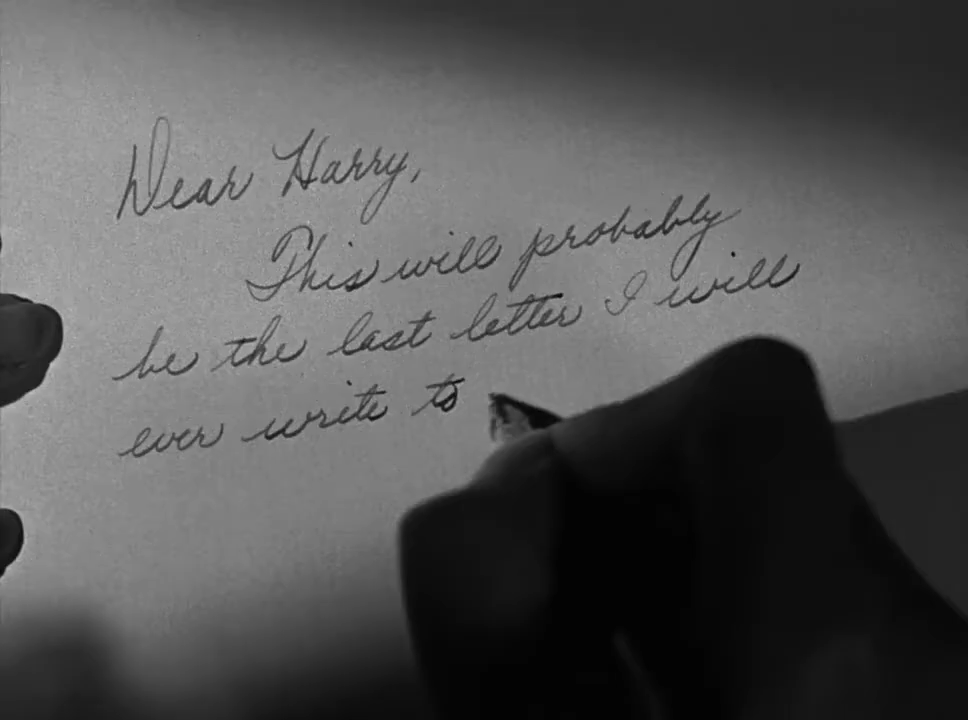 Dear Harry,
This will probably
be the last letter I will
ever write to